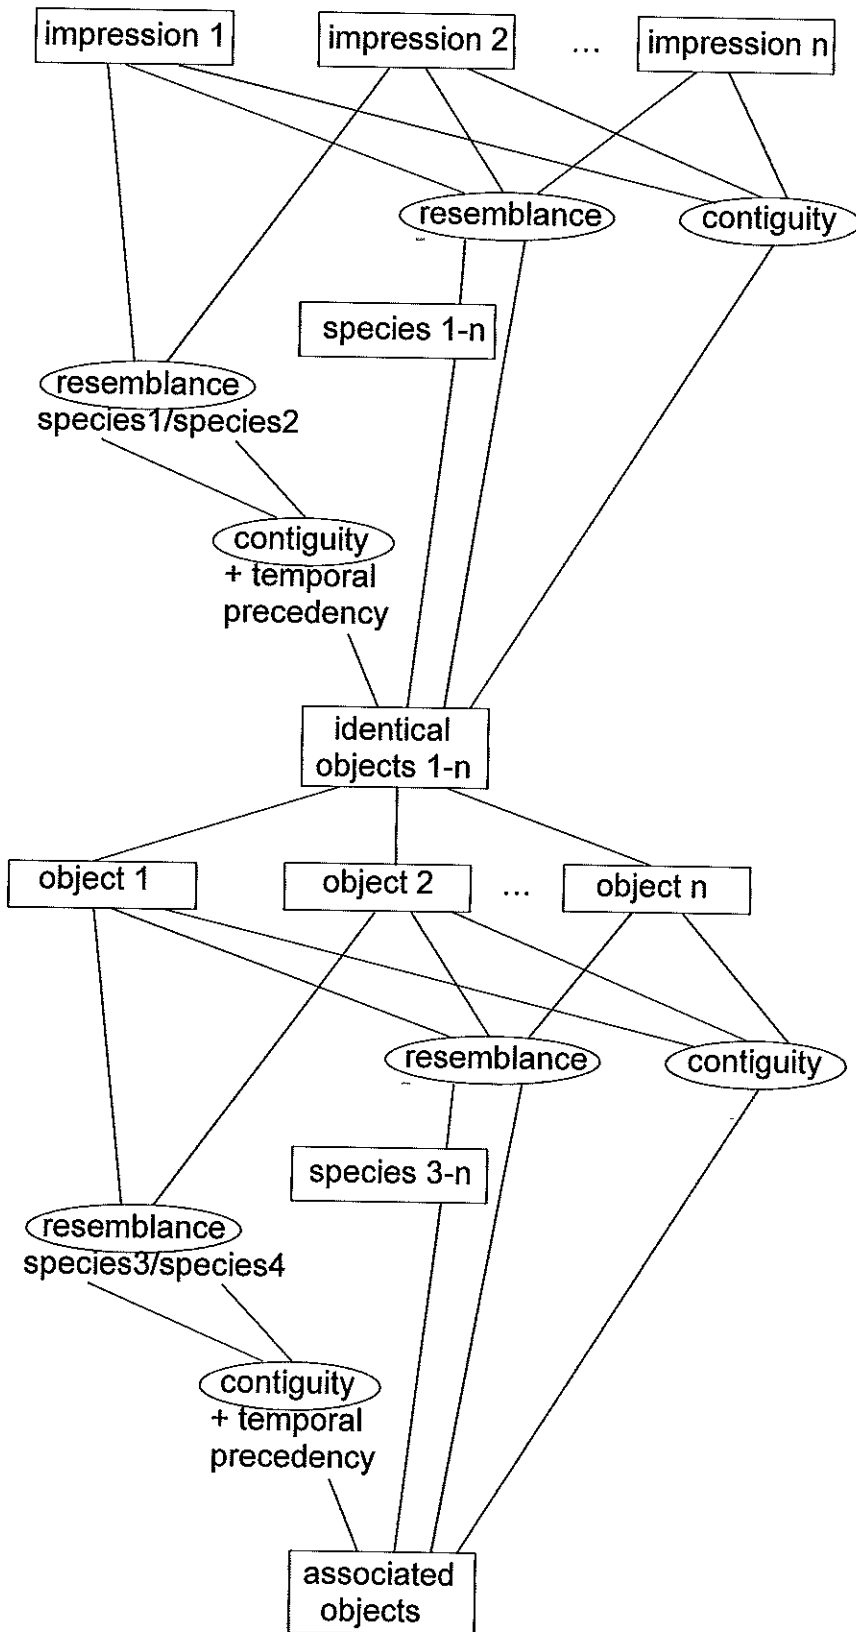 impression 1
impression 2
...
impression n
resemblance
contiguity
species 1-n
resemblance
species1/species2
contiguity
+ temporal
precedency
identical
objects 1-n
object 1
object 2
...
object n
resemblance
contiguity
species 3-n
resemblance
species3/species4
contiguity
+ temporal
precedency
associated
objects